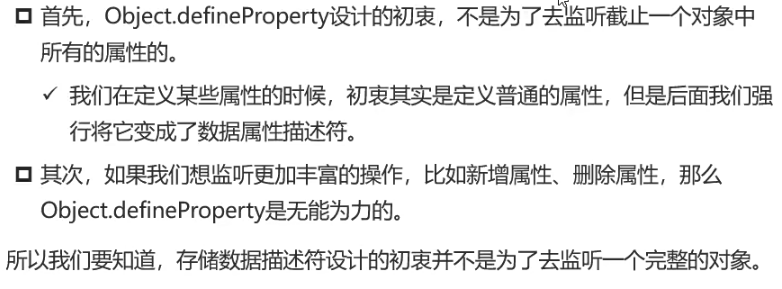 首先，Object.defineProperty设计的初衷，不是为了去监听截止一个对象中
所有的属性的。
✓ 我们在定义某些属性的时候，初衷其实是定义普通的属性，但是后面我们强
行将它变成了数据属性描述符。
其次，如果我们想监听更加丰富的操作，比如新增属性、删除属性，那么
Object.defineProperty是无能为力的。
所以我们要知道，存储数据描述符设计的初衷并不是为了去监听一个完整的对象。